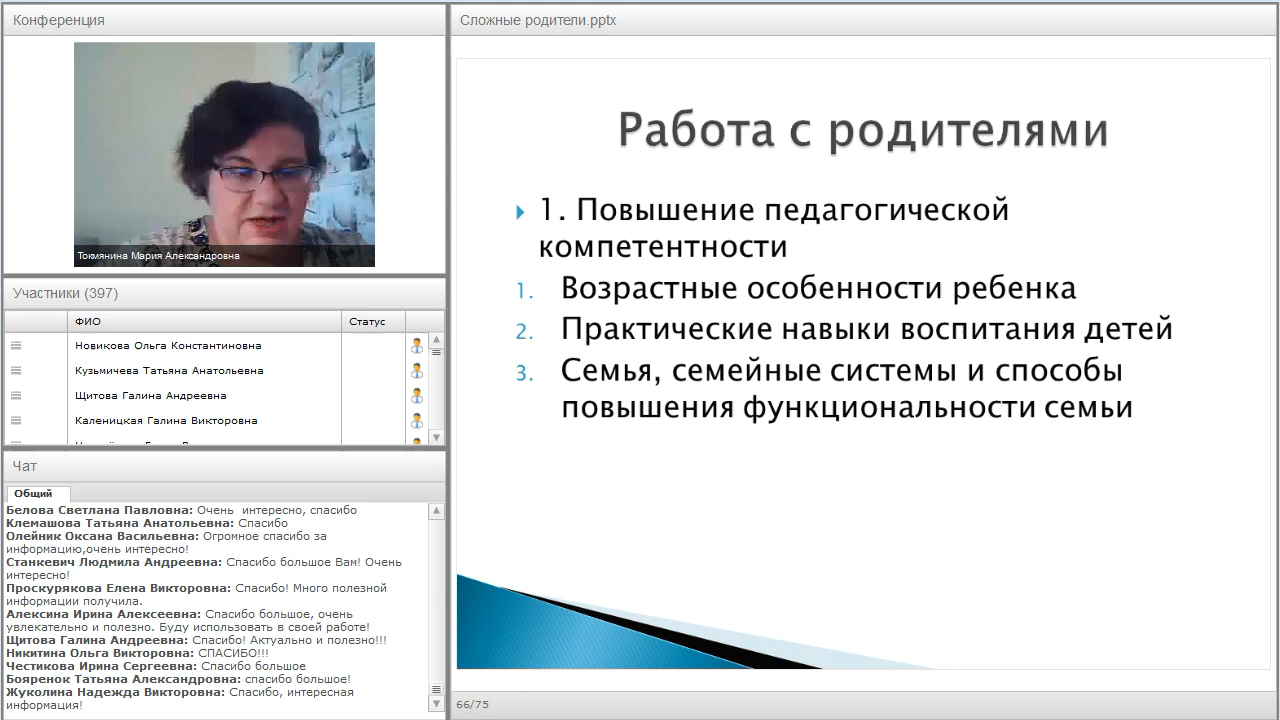 Конференция
Токмянина Мария Александровна
Участники (397)
ФИО Статус
Новикова Ольга Константиновна
Кузьмичева Татьяна Анатольевна
Щитова Галина Андреевна
Каленицкая Галина Викторовна
Чат
Общий
Белова Светлана Павловна: Очень интересно, спасибо
Клемашова Татьяна Анатольевна: Спасибо
Олейник Оксана Васильевна: Огромное спасибо за
информацию,очень интересно!
Станкевич Людмила Андреевна: Спасибо большое Вам! Очень
интересно!
Проскурякова Елена Викторовна: Спасибо! Много полезной
информации получила.
Алексина Ирина Алексеевна: Спасибо большое, очень
увлекательно и полезно. Буду использовать в своей работе!
Щитова Галина Андреевна: Спасибо! Актуально и полезно!!!
Никитина Ольга Викторовна: СПАСИБО!!!
Честикова Ирина Сергеевна: Спасибо большое
Бояренок Татьяна Александровна: спасибо большое!
Жуколина Надежда Викторовна: Спасибо, интересная
информация!
Сложные родители.pptx
Работа с родителями
1. Повышение педагогической
компетентности
1. Возрастные особенности ребенка
2. Практические навыки воспитания детей
3. Семья, семейные системы и способы
повышения функциональности семьи
66/75